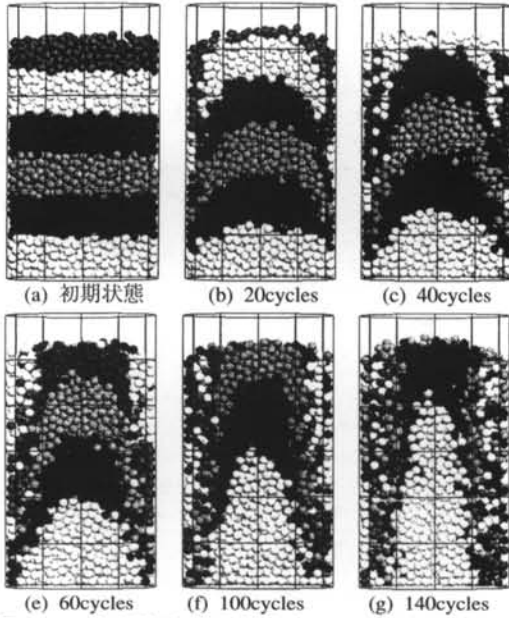 (a) 初期状態
(b) 20cycles
(c) 40cycles
(e) 60cycles
(f) 100cycles
(g) 140cycles